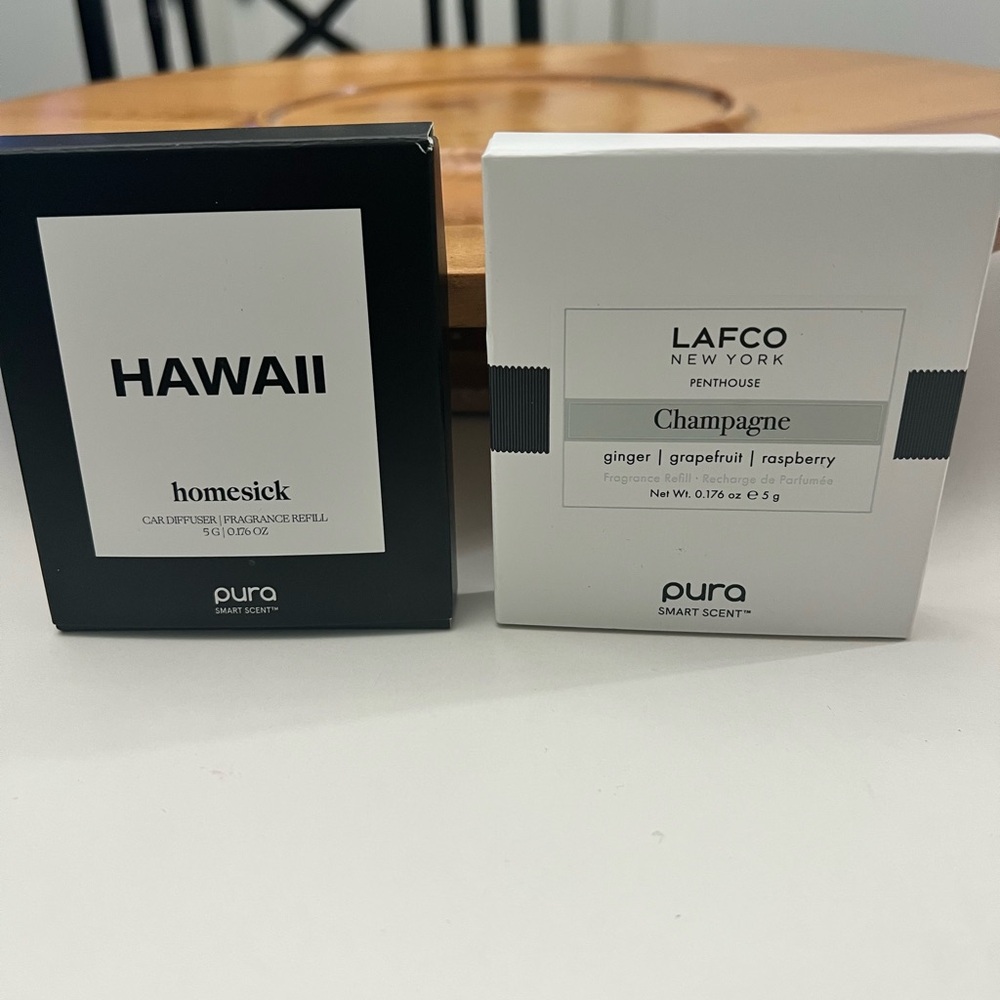 HAWAII
homesick
CAR DIFFUSER | FRAGRANCE REFILL
5 G | 0.176 OZ
pura
SMART SCENT™
LAFCO
NEW YORK
PENTHOUSE
Champagne
ginger | grapefruit | raspberry
Fragrance Refill · Recharge de Parfumée
Net Wt. 0.176 oz ℮ 5 g
pura
SMART SCENT™